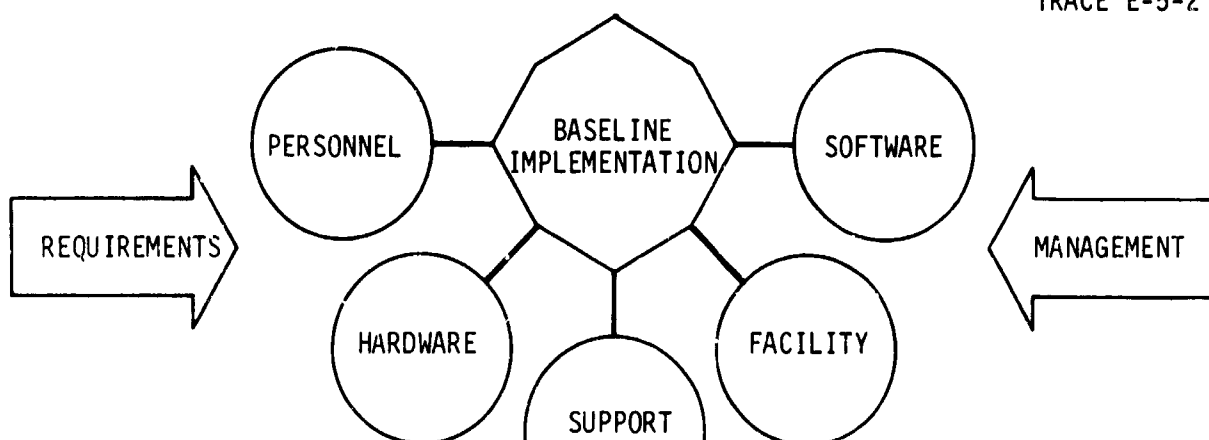 TRACE E-5-2
PERSONNEL
BASELINE
IMPLEMENTATION
SOFTWARE
REQUIREMENTS
MANAGEMENT
HARDWARE
FACILITY
SUPPORT